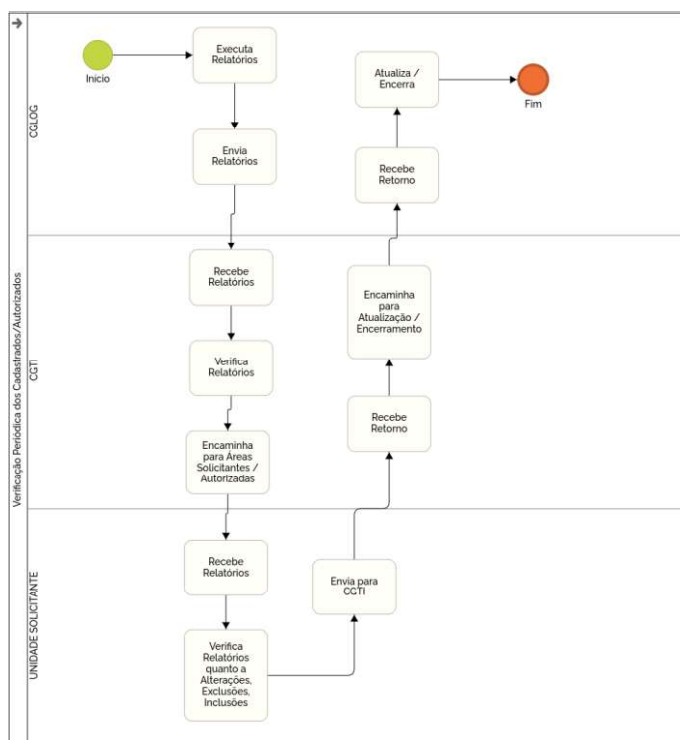 Verificação Periódica dos Cadastrados/Autorizados
CGLOG
Início
Executa
Relatórios
Envia
Relatórios
Atualiza /
Encerra
Fim
Recebe
Retorno
CGTI
Recebe
Relatórios
Verifica
Relatórios
Encaminha
para Áreas
Solicitantes /
Autorizadas
Encaminha
para
Atualização /
Encerramento
Recebe
Retorno
UNIDADE SOLICITANTE
Recebe
Relatórios
Verifica
Relatórios
quanto a
Alterações,
Exclusões,
Inclusões
Envia para
CGTI